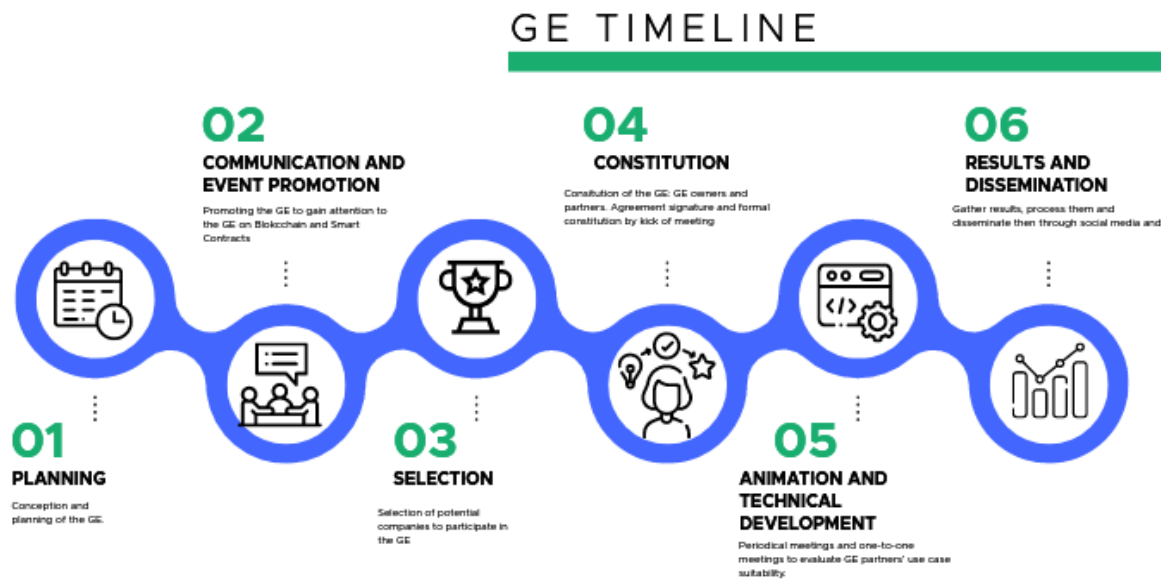 GE TIMELINE
01
PLANNING
Conception and
planning of the GE.
02
COMMUNICATION AND
EVENT PROMOTION
Promoting the GE to gain attention to
the GE on Blokcchain and Smart
Contracts
03
SELECTION
Selection of potential
companies to participate in
the GE
04
CONSTITUTION
Consitution of the GE: GE owners and
partners. Agreement signature and formal
constitution by kick of meeting
05
ANIMATION AND
TECHNICAL
DEVELOPMENT
Periodical meetings and one-to-one
meetings to evaluate GE partners' use case
suitability.
06
RESULTS AND
DISSEMINATION
Gather results, process them and
disseminate then through social media and